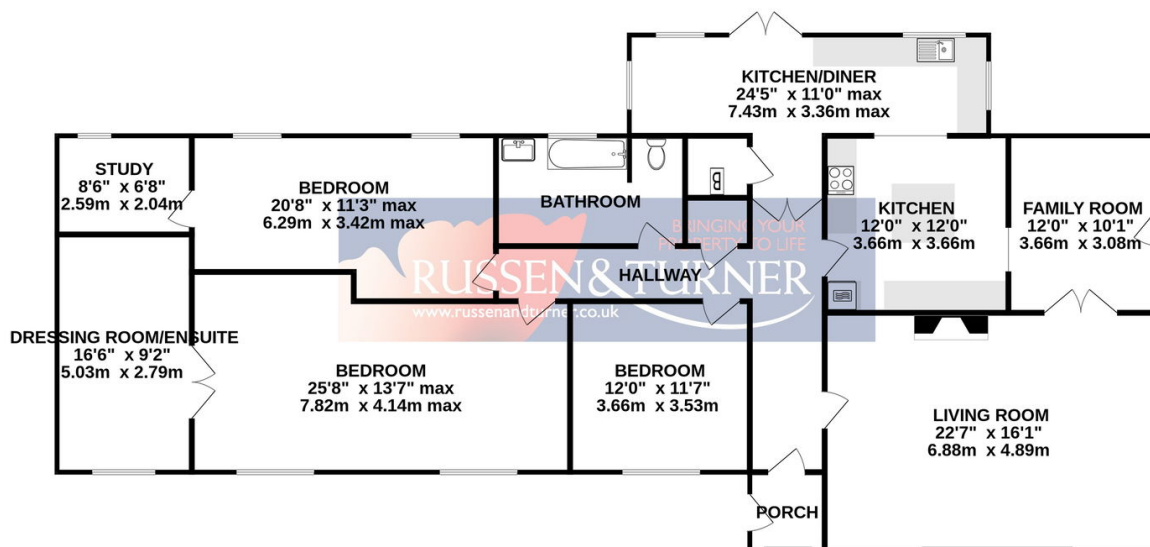 KITCHEN/DINER
24'5" x 11'0" max
7.43m x 3.36m max
STUDY
8'6" x 6'8"
2.59m x 2.04m
BEDROOM
20'8" x 11'3" max
6.29m x 3.42m max
BATHROOM
KITCHEN
12'0" x 12'0"
3.66m x 3.66m
FAMILY ROOM
12'0" x 10'1"
3.66m x 3.08m
BRINGING YOUR
PROPERTY TO LIFE
HALLWAY
RUSSEN & TURNER
www.russenandturner.co.uk
DRESSING ROOM/ENSUITE
16'6" x 9'2"
5.03m x 2.79m
BEDROOM
25'8" x 13'7" max
7.82m x 4.14m max
BEDROOM
12'0" x 11'7"
3.66m x 3.53m
LIVING ROOM
22'7" x 16'1"
6.88m x 4.89m
PORCH